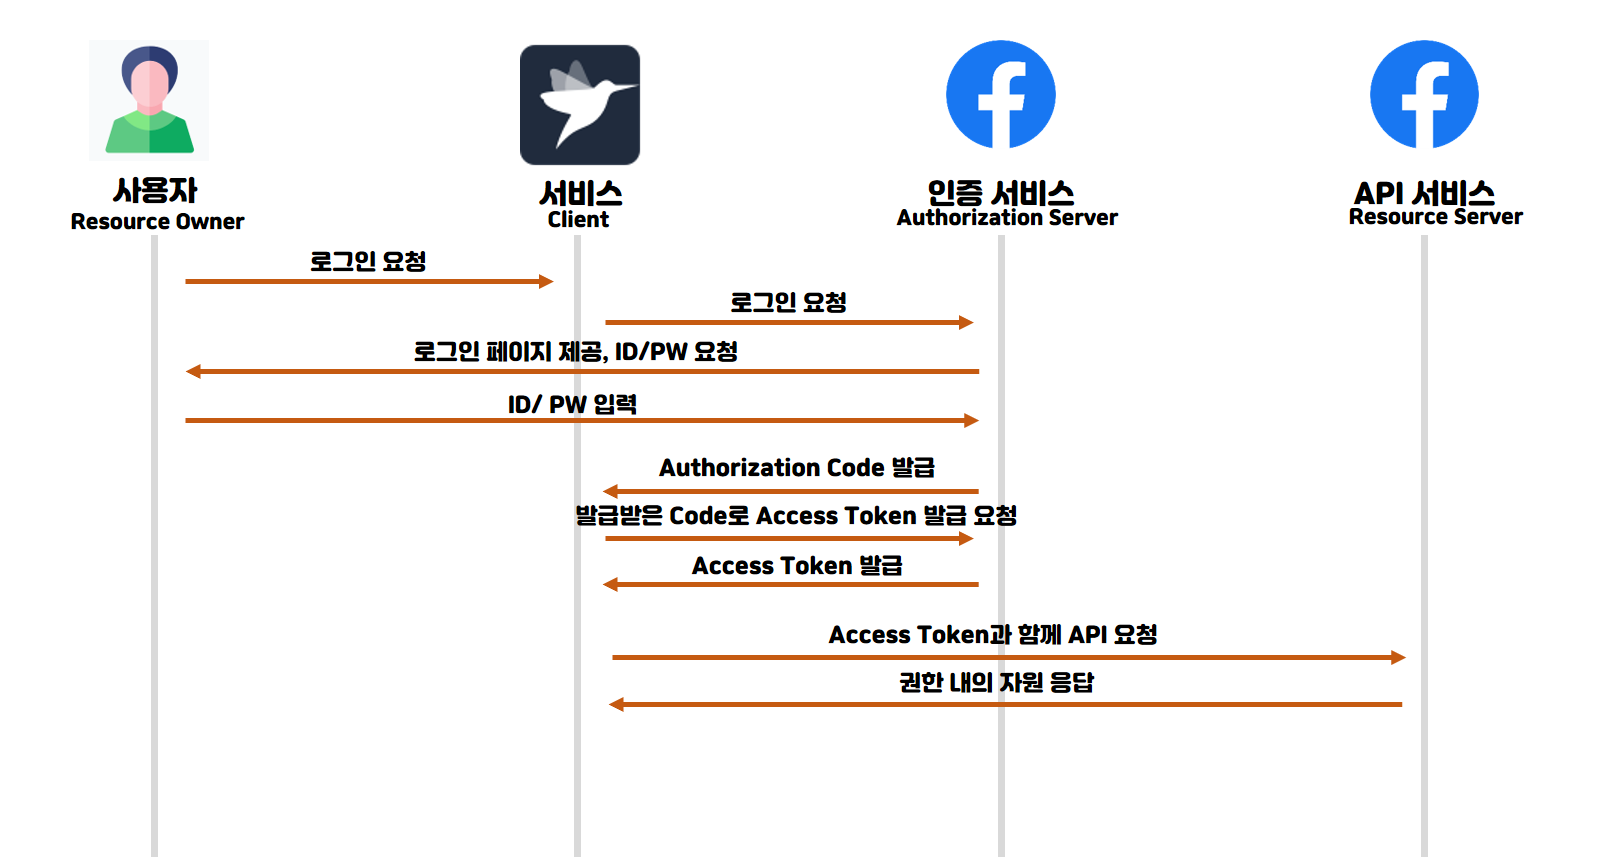 사용자
Resource Owner
서비스
Client
인증 서비스
Authorization Server
API 서비스
Resource Server
로그인 요청
로그인 요청
로그인 페이지 제공, ID/PW 요청
ID/ PW 입력
Authorization Code 발급
발급받은 Code로 Access Token 발급 요청
Access Token 발급
Access Token과 함께 API 요청
권한 내의 자원 응답